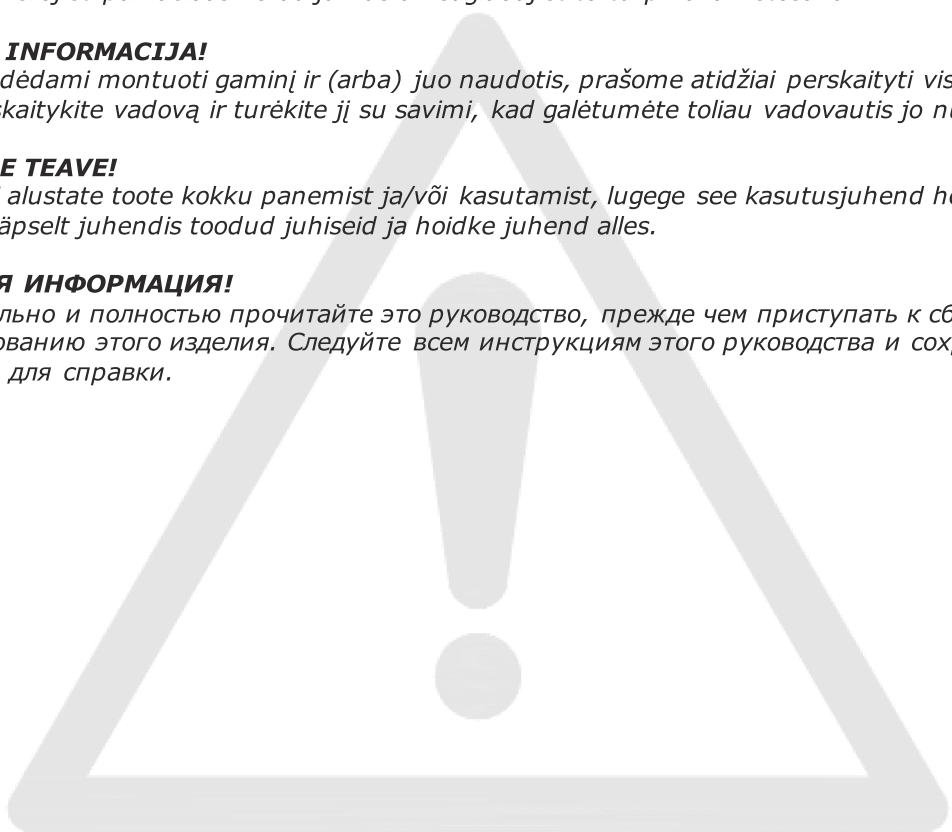 INFORMACIJA!
dėdami montuoti gaminį ir (arba) juo naudotis, prašome atidžiai perskaityti vis
skaitykite vadovą ir turėkite jį su savimi, kad galėtumėte toliau vadovautis jo
E TEAVE!
alustate toote kokku panemist ja/või kasutamist, lugege see kasutusjuhend
äpselt juhendis toodud juhiseid ja hoidke juhend alles.
Я ИНФОРМАЦИЯ!
льно и полностью прочитайте это руководство, прежде чем приступать к сб
ованию этого изделия. Следуйте всем инструкциям этого руководства и сох
для справки.